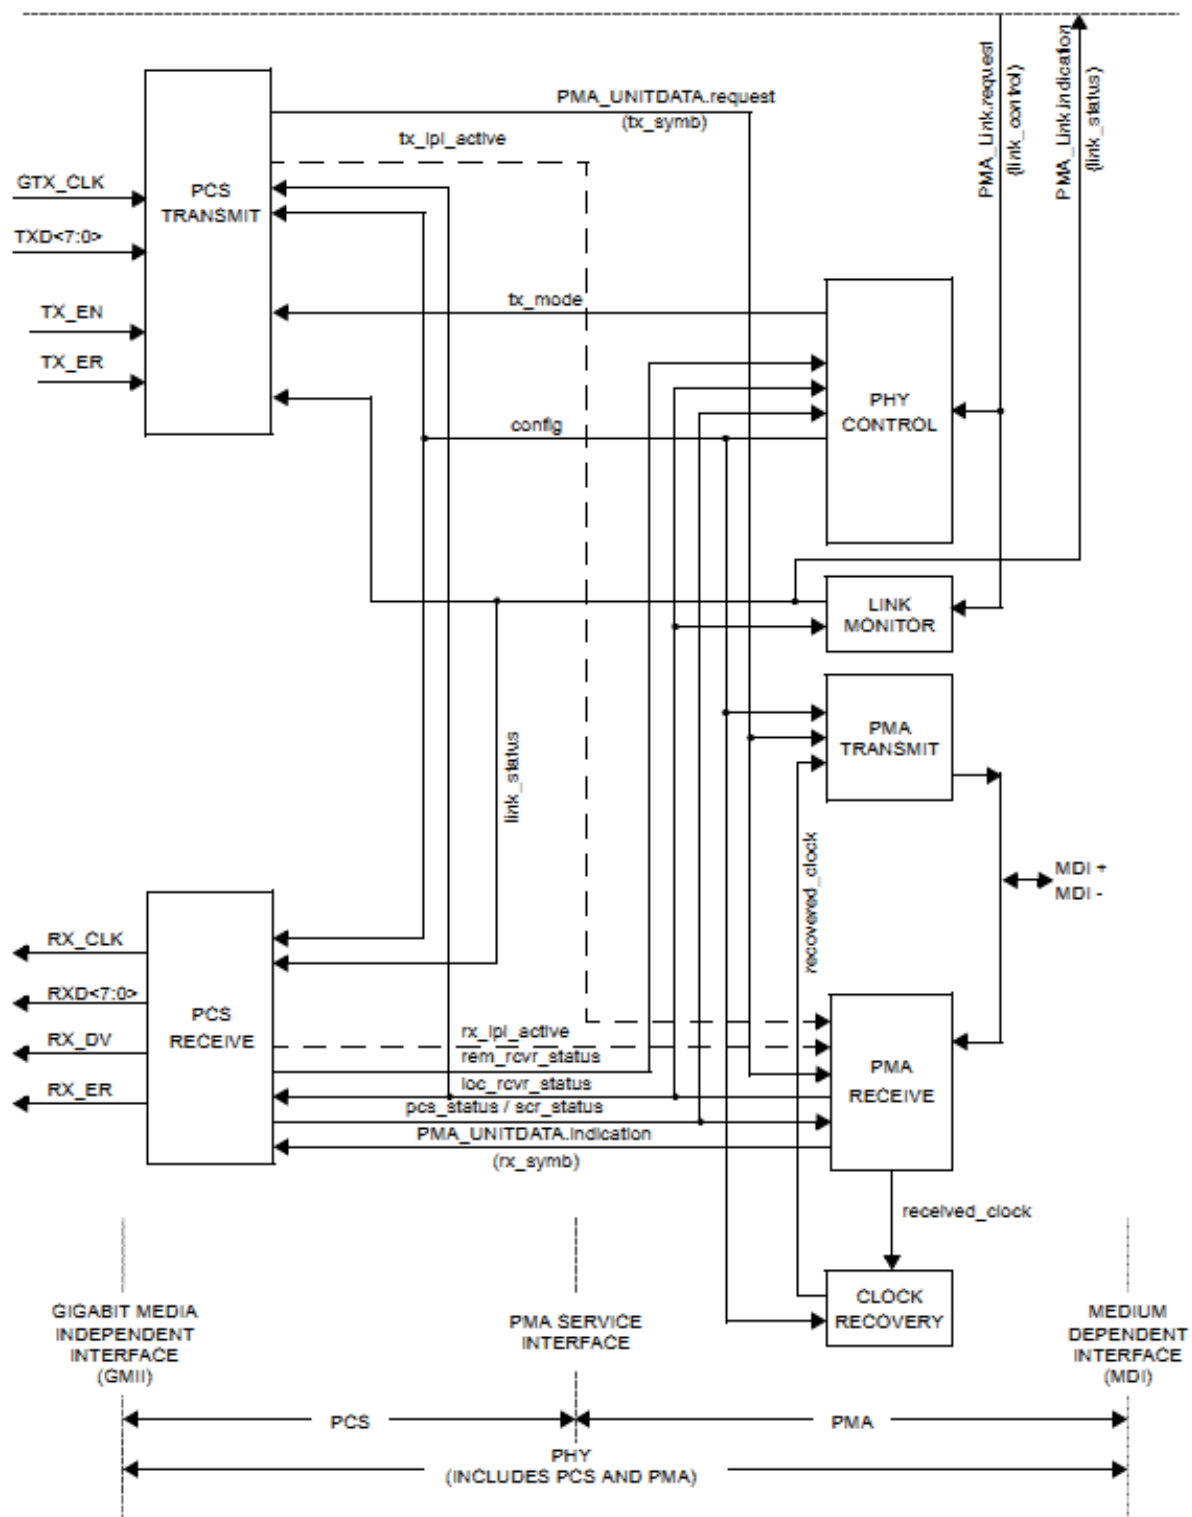 PMA_Link.request
(link_control)
PMA_Link.indication
(link_status)
PMA_UNITDATA.request
(tx_symb)
tx_lpi_active
GTX_CLK
PCS
TRANSMIT
TXD<7:0>
TX_EN
tx_mode
TX_ER
PHY
CONTROL
config
LINK
MONITOR
PMA
TRANSMIT
link_status
recovered_clock
MDI +
MDI -
RX_CLK
RXD<7:0>
PCS
RECEIVE
RX_DV
rx_lpi_active
rem_rcvr_status
PMA
RECEIVE
RX_ER
loc_rcvr_status
pcs_status / scr_status
PMA_UNITDATA.indication
(rx_symb)
received_clock
CLOCK
RECOVERY
GIGABIT MEDIA
INDEPENDENT
INTERFACE
(GMII)
PMA SERVICE
INTERFACE
MEDIUM
DEPENDENT
INTERFACE
(MDI)
PCS
PMA
PHY
(INCLUDES PCS AND PMA)